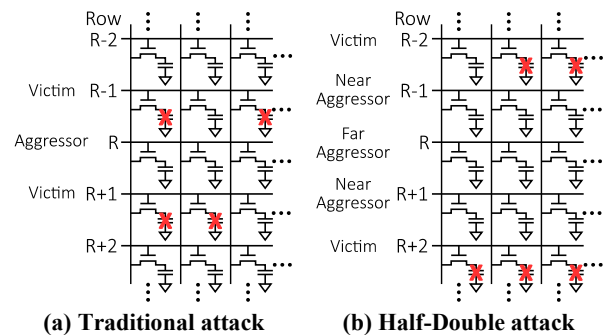 Row
R-2
Victim R-1
Aggressor R
Victim R+1
R+2
(a) Traditional attack
Row
Victim R-2
Near Aggressor R-1
Far Aggressor R
Near Aggressor R+1
Victim R+2
(b) Half-Double attack